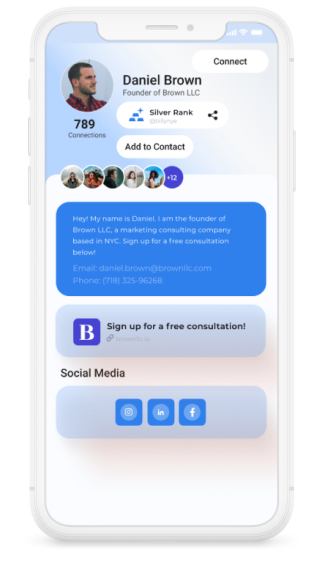 Connect
Daniel Brown
Founder of Brown LLC
Silver Rank
789
Connections
Add to Contact
+12
Hey! My name is Daniel. I am the founder of
Brown LLC, a marketing consulting company
based in NYC. Sign up for a free consultation
below!
Email: daniel.brown@brownllc.com
Phone: (718) 325-96268
B
Sign up for a free consultation!
Social Media
in
f